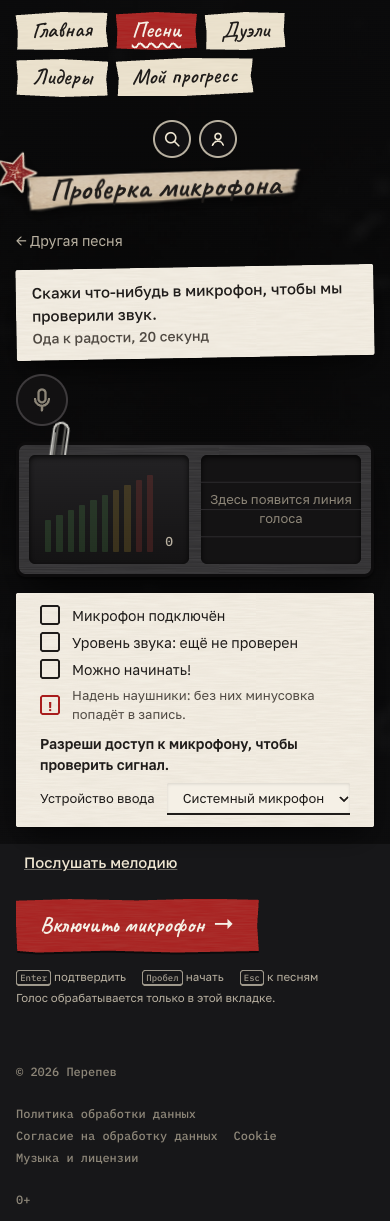 Главная Песни Дуэли
Лидеры Мой прогресс
Проверка микрофона
← Другая песня
Скажи что-нибудь в микрофон, чтобы мы
проверили звук.
Ода к радости, 20 секунд
0
Здесь появится линия
голоса
Микрофон подключён
Уровень звука: ещё не проверен
Можно начинать!
! Надень наушники: без них минусовка
попадёт в запись.
Разреши доступ к микрофону, чтобы
проверить сигнал.
Устройство ввода Системный микрофон
Послушать мелодию
Включить микрофон →
Enter подтвердить Пробел начать Esc к песням
Голос обрабатывается только в этой вкладке.
© 2026 Перепев
Политика обработки данных
Согласие на обработку данных Cookie
Музыка и лицензии
0+